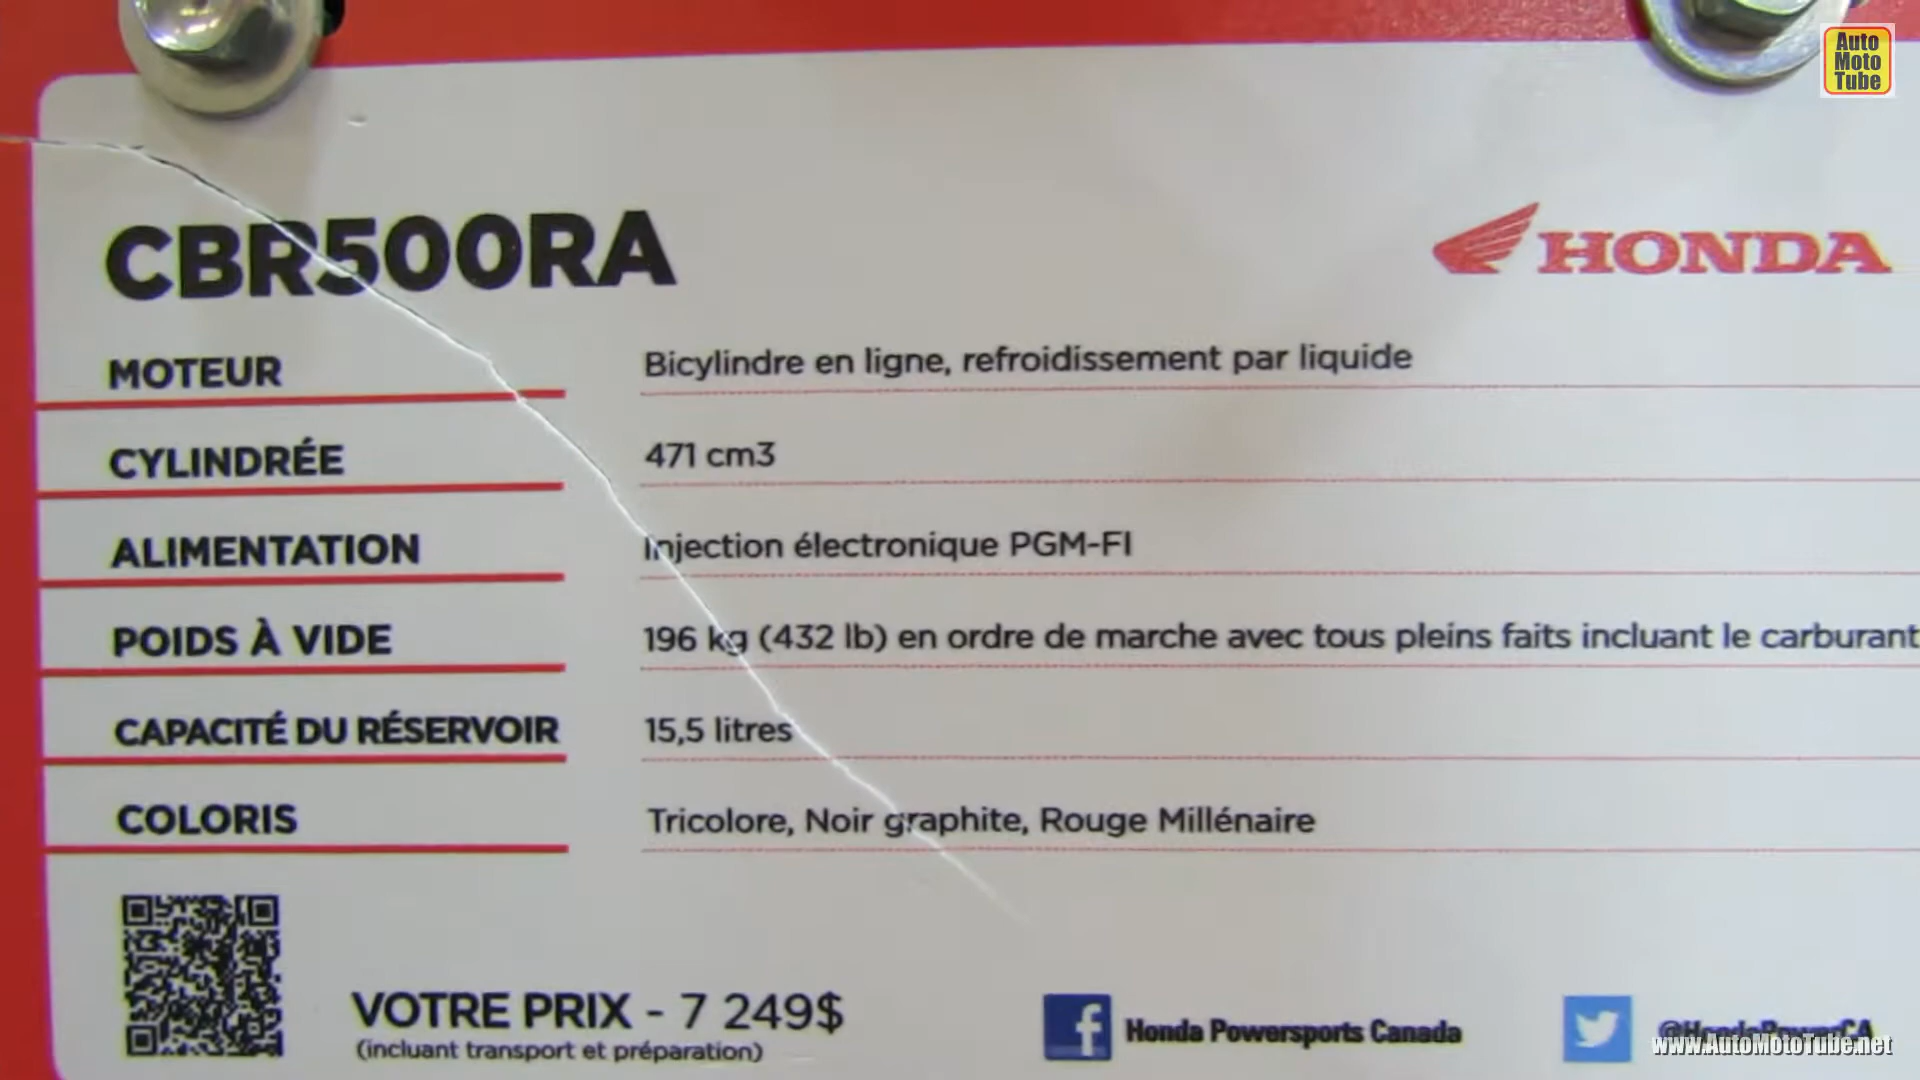 Auto
Moto
Tube
CBR500RA
HONDA
MOTEUR Bicylindre en ligne, refroidissement par liquide
CYLINDRÉE 471 cm3
ALIMENTATION Injection électronique PGM-FI
POIDS À VIDE 196 kg (432 lb) en ordre de marche avec tous pleins faits incluant le carburant
CAPACITÉ DU RÉSERVOIR 15,5 litres
COLORIS Tricolore, Noir graphite, Rouge Millénaire
VOTRE PRIX - 7 249$
(incluant transport et préparation)
Honda Powersports Canada
@HondaPowerCA
www.AutoMotoTube.net